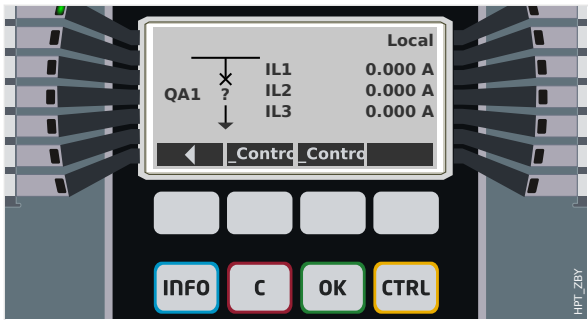 Local
IL1 0.000 A
QA1 ? IL2 0.000 A
IL3 0.000 A
_Contro _Contro
INFO C OK CTRL
HPT_ZBY